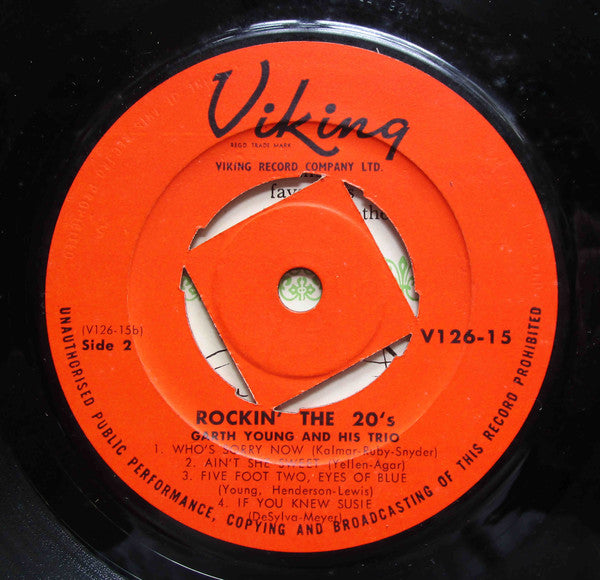 Viking
REGD. TRADE MARK
VIKING RECORD COMPANY LTD.
fav
the
(V126-15b)
Side 2
V126-15
ROCKIN' THE 20's
GARTH YOUNG AND HIS TRIO
1. WHO'S SORRY NOW (Kalmar-Ruby-Snyder)
2. AIN'T SHE SWEET (Yellen-Agar)
3. FIVE FOOT TWO, EYES OF BLUE
(Young, Henderson-Lewis)
4. IF YOU KNEW SUSIE
(DeSylva-Meyer)
UNAUTHORISED PUBLIC PERFORMANCE, COPYING AND BROADCASTING OF THIS RECORD PROHIBITED